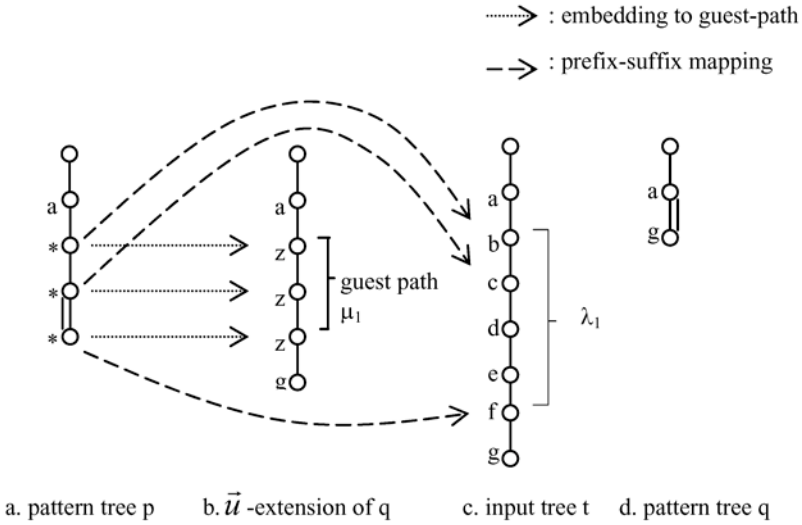 : embedding to guest-path
: prefix-suffix mapping
a
*
*
*
a
z
z
z
g
guest path
μ₁
a
b
c
d
e
f
g
λ₁
a
g
a. pattern tree p b. u⃗ -extension of q c. input tree t d. pattern tree q